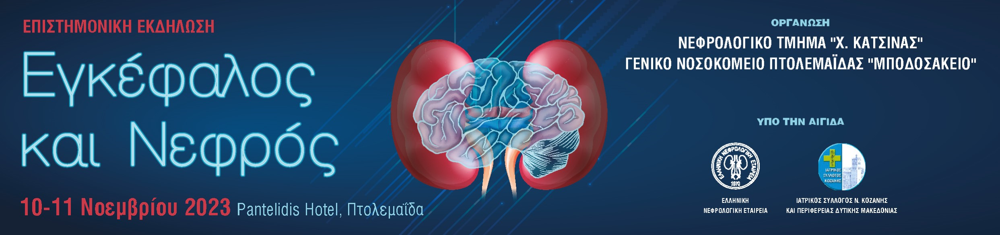 ΕΠΙΣΤΗΜΟΝΙΚΗ ΕΚΔΗΛΩΣΗ
Εγκέφαλος
και Νεφρός
10-11 Νοεμβρίου 2023 Pantelidis Hotel, Πτολεμαΐδα
ΟΡΓΑΝΩΣΗ
ΝΕΦΡΟΛΟΓΙΚΟ ΤΜΗΜΑ "Χ. ΚΑΤΣΙΝΑΣ"
ΓΕΝΙΚΟ ΝΟΣΟΚΟΜΕΙΟ ΠΤΟΛΕΜΑΪΔΑΣ "ΜΠΟΔΟΣΑΚΕΙΟ"
ΥΠΟ ΤΗΝ ΑΙΓΙΔΑ
ΕΛΛΗΝΙΚΗ ΝΕΦΡΟΛΟΓΙΚΗ ΕΤΑΙΡΕΙΑ
1970
ΕΛΛΗΝΙΚΗ
ΝΕΦΡΟΛΟΓΙΚΗ ΕΤΑΙΡΕΙΑ
ΙΑΤΡΙΚΟΣ
ΣΥΛΛΟΓΟΣ
ΚΟΖΑΝΗΣ
ΙΑΤΡΙΚΟΣ ΣΥΛΛΟΓΟΣ Ν. ΚΟΖΑΝΗΣ
ΚΑΙ ΠΕΡΙΦΕΡΕΙΑΣ ΔΥΤΙΚΗΣ ΜΑΚΕΔΟΝΙΑΣ